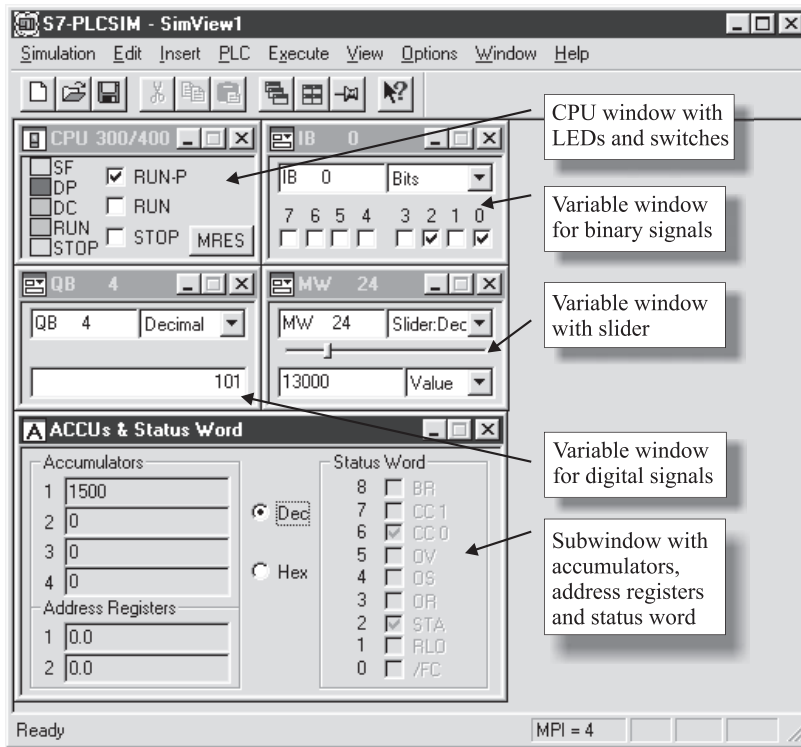 S7-PLCSIM - SimView1
Simulation Edit Insert PLC Execute View Options Window Help
CPU 300/400
SF
DP
DC
RUN
STOP
RUN-P
RUN
STOP
MRES
IB 0
IB 0 Bits
7 6 5 4 3 2 1 0
QB 4
QB 4 Decimal
101
MW 24
MW 24 Slider:Dec
13000 Value
ACCUs & Status Word
Accumulators
1 1500
2 0
3 0
4 0
Address Registers
1 0.0
2 0.0
Dec
Hex
Status Word
8 BR
7 CC 1
6 CC 0
5 OV
4 OS
3 OR
2 STA
1 RLO
0 /FC
CPU window with
LEDs and switches
Variable window
for binary signals
Variable window
with slider
Variable window
for digital signals
Subwindow with
accumulators,
address registers
and status word
Ready
MPI = 4